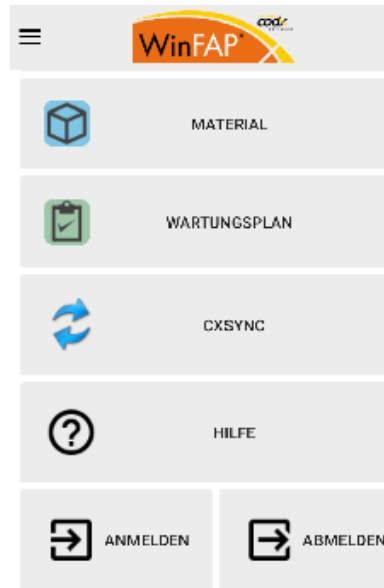 WinFAP
MATERIAL
WARTUNGSPLAN
CXSYNC
HILFE
ANMELDEN
ABMELDEN